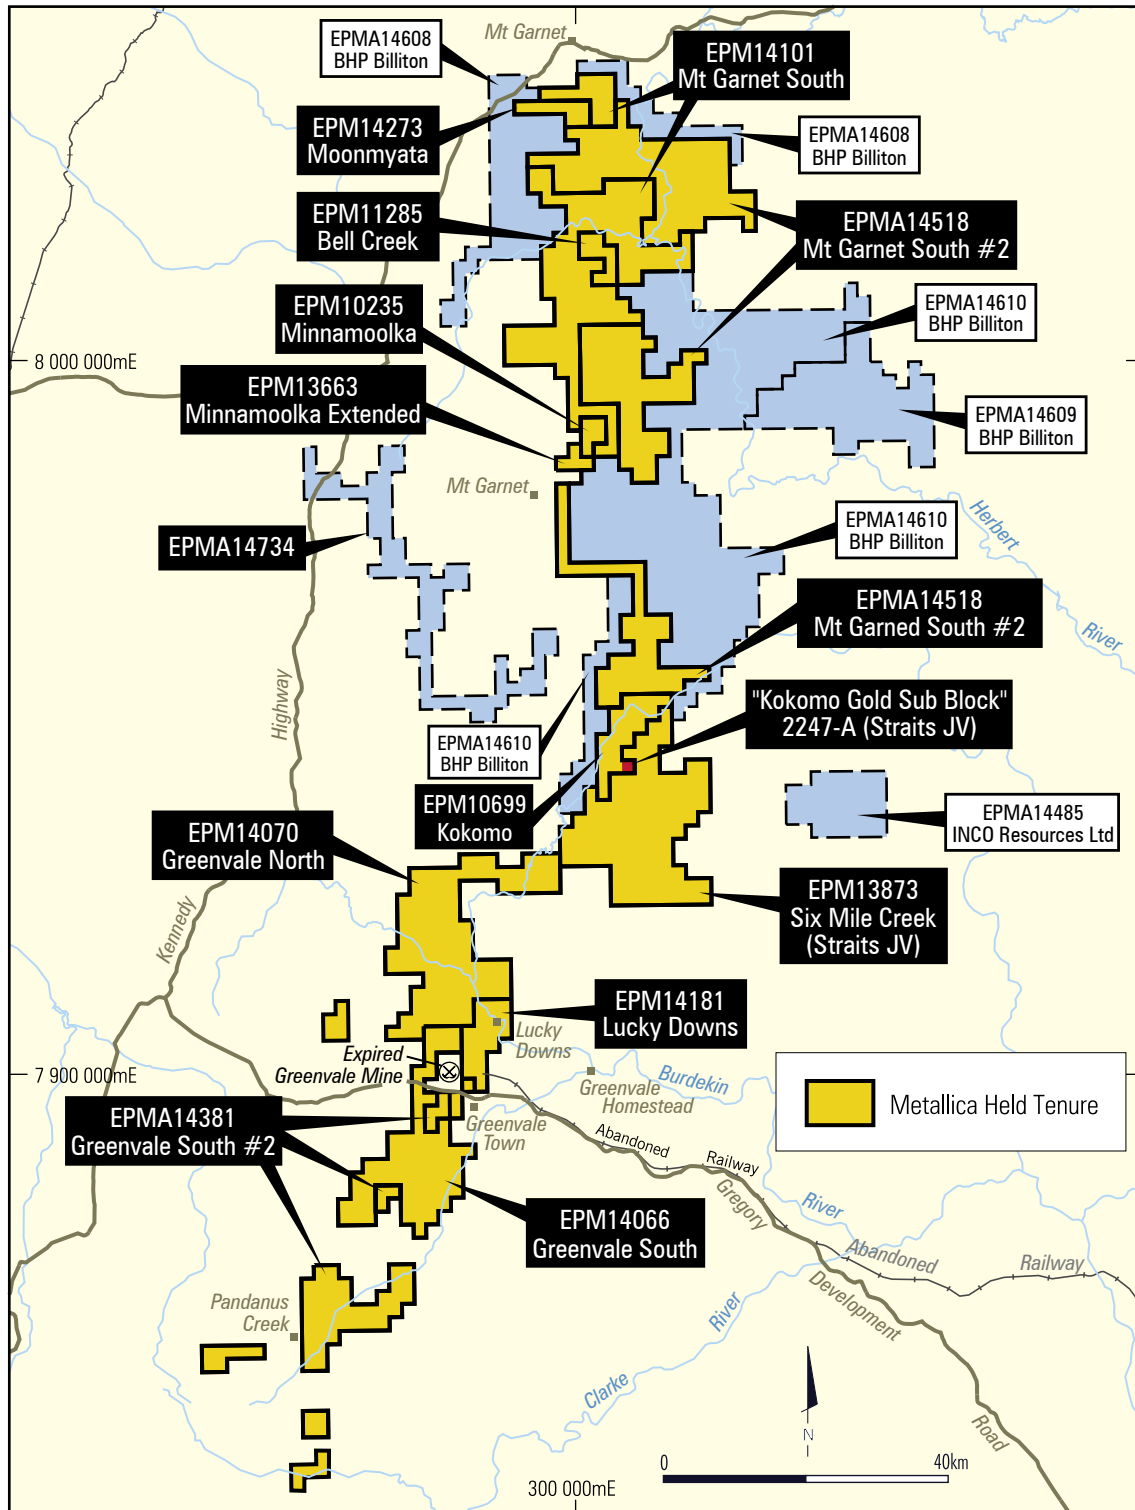 Mt Garnet
EPMA14608
BHP Billiton
EPM14101
Mt Garnet South
EPM14273
Moonmyata
EPMA14608
BHP Billiton
EPM11285
Bell Creek
EPMA14518
Mt Garnet South #2
EPM10235
Minnamoolka
EPMA14610
BHP Billiton
8 000 000mE
EPM13663
Minnamoolka Extended
EPMA14609
BHP Billiton
Mt Garnet
EPMA14610
BHP Billiton
Herbert
River
EPMA14734
EPMA14518
Mt Garned South #2
Highway
"Kokomo Gold Sub Block"
2247-A (Straits JV)
EPMA14610
BHP Billiton
EPM10699
Kokomo
EPMA14485
INCO Resources Ltd
EPM14070
Greenvale North
EPM13873
Six Mile Creek
(Straits JV)
Kennedy
EPM14181
Lucky Downs
Lucky
Downs
Expired
Greenvale Mine
7 900 000mE
Burdekin
Greenvale
Homestead
Metallica Held Tenure
EPMA14381
Greenvale South #2
Greenvale
Town
Abandoned
Railway
Gregory
River
EPM14066
Greenvale South
Abandoned
Railway
Development
Pandanus
Creek
River
Clarke
Road
N
0
40km
300 000mE